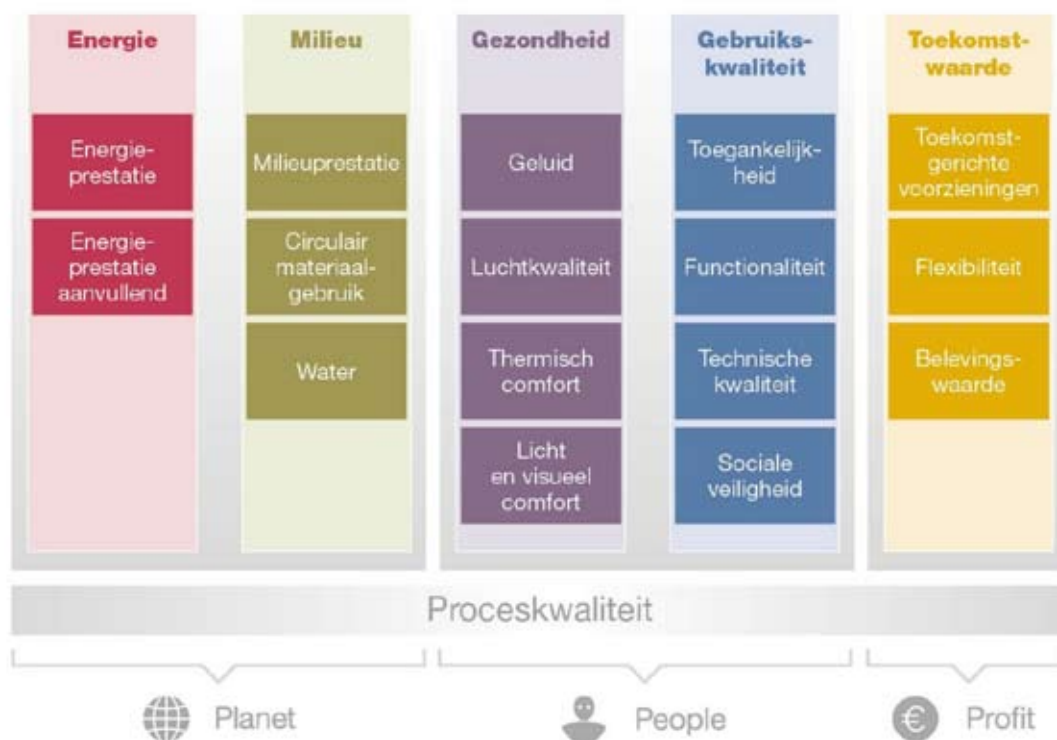 Energie
Energie-
prestatie
Energie-
prestatie
aanvullend
Milieu
Milieuprestatie
Circulair
materiaal-
gebruik
Water
Gezondheid
Geluid
Luchtkwaliteit
Thermisch
comfort
Licht
en visueel
comfort
Gebruiks-
kwaliteit
Toegankelijk-
heid
Functionaliteit
Technische
kwaliteit
Sociale
veiligheid
Toekomst-
waarde
Toekomst-
gerichte
voorzieningen
Flexibiliteit
Belevings-
waarde
Proceskwaliteit
Planet
People
€ Profit